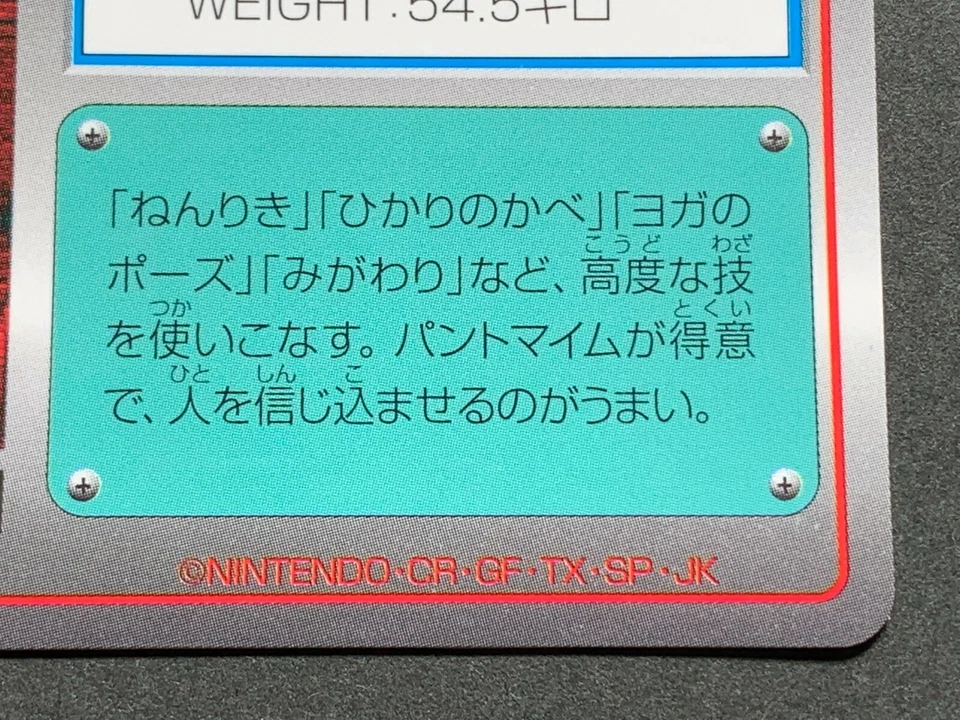 WEIGHT:54.5キロ
「ねんりき」「ひかりのかべ」「ヨガの
ポーズ」「みがわり」など、高度な技
を使いこなす。パントマイムが得意
で、人を信じ込ませるのがうまい。
©NINTENDO・CR・GF・TX・SP・JK